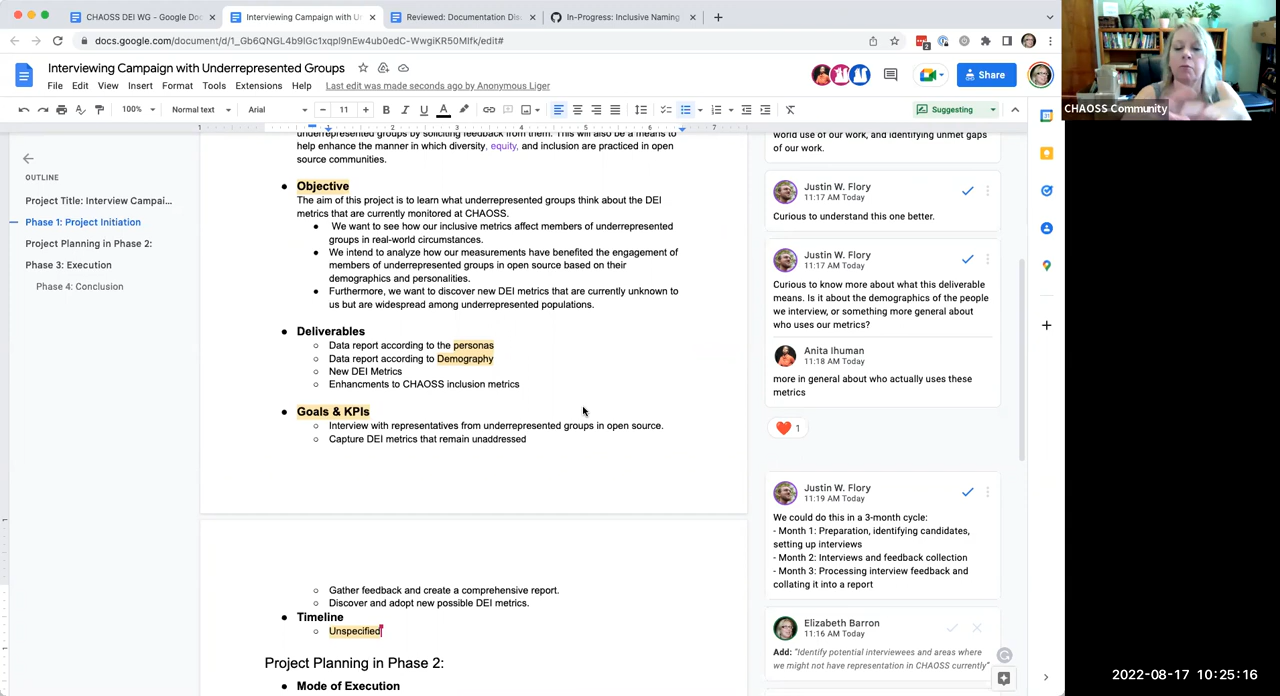 CHAOSS DEI WG - Google Doc
Interviewing Campaign with Un
Reviewed: Documentation Dis
In-Progress: Inclusive Naming
docs.google.com/document/d/1_Gb6QNGL4b9lGc1xqpl9nEw4ub0edC-WwgiKR50MIfk/edit#
2
Interviewing Campaign with Underrepresented Groups
File Edit View Insert Format Tools Extensions Help Last edit was made seconds ago by Anonymous Liger
Share
100% Normal text Arial 11 Suggesting
OUTLINE
Project Title: Interview Campai...
Phase 1: Project Initiation
Project Planning in Phase 2:
Phase 3: Execution
Phase 4: Conclusion
underrepresented groups by soliciting feedback from them. This will also be a means to
help enhance the manner in which diversity, equity, and inclusion are practiced in open
source communities.
Objective
The aim of this project is to learn what underrepresented groups think about the DEI
metrics that are currently monitored at CHAOSS.
We want to see how our inclusive metrics affect members of underrepresented
groups in real-world circumstances.
We intend to analyze how our measurements have benefited the engagement of
members of underrepresented groups in open source based on their
demographics and personalities.
Furthermore, we want to discover new DEI metrics that are currently unknown to
us but are widespread among underrepresented populations.
Deliverables
Data report according to the personas
Data report according to Demography
New DEI Metrics
Enhancments to CHAOSS inclusion metrics
Goals & KPIs
Interview with representatives from underrepresented groups in open source.
Capture DEI metrics that remain unaddressed
Gather feedback and create a comprehensive report.
Discover and adopt new possible DEI metrics.
Timeline
Unspecified
Project Planning in Phase 2:
Mode of Execution
world use of our work, and identifying unmet gaps
of our work.
Justin W. Flory
11:17 AM Today
Curious to understand this one better.
Justin W. Flory
11:17 AM Today
Curious to know more about what this deliverable
means. Is it about the demographics of the people
we interview, or something more general about
who uses our metrics?
Anita Ihuman
11:18 AM Today
more in general about who actually uses these
metrics
1
Justin W. Flory
11:19 AM Today
We could do this in a 3-month cycle:
- Month 1: Preparation, identifying candidates,
setting up interviews
- Month 2: Interviews and feedback collection
- Month 3: Processing interview feedback and
collating it into a report
Elizabeth Barron
11:16 AM Today
Add: "Identify potential interviewees and areas where
we might not have representation in CHAOSS currently"
CHAOSS Community
2022-08-17 10:25:16